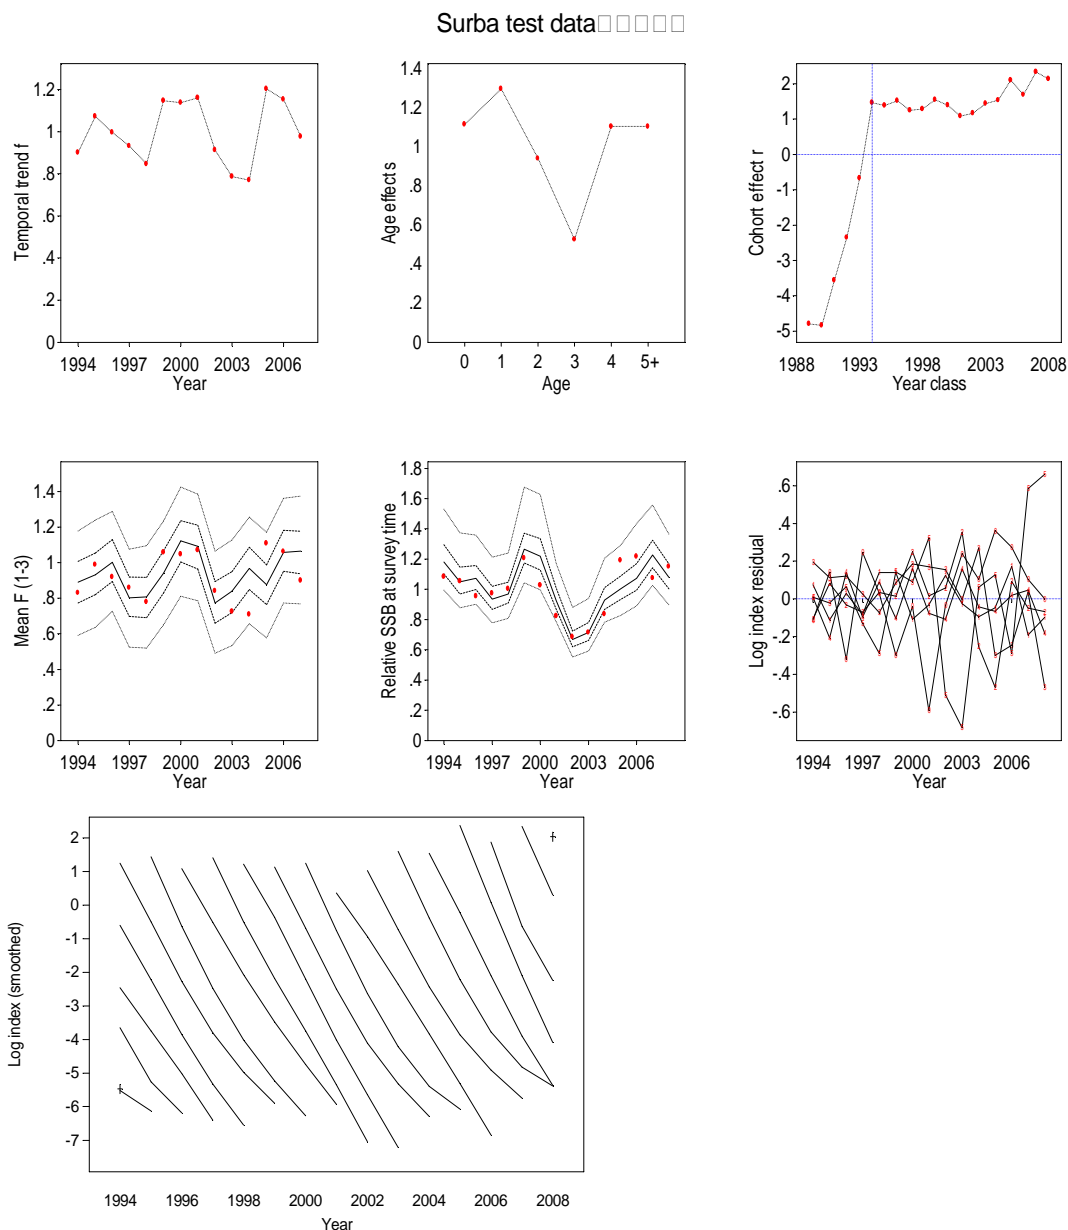 Surba test data□□□□□
Temporal trend f
1.2
1
.8
.6
.4
.2
0
1994 1997 2000 2003 2006
Year
Age effect s
1.4
1.2
1
.8
.6
.4
.2
0
0 1 2 3 4 5+
Age
Cohort effect r
2
1
0
-1
-2
-3
-4
-5
1988 1993 1998 2003 2008
Year class
Mean F (1-3)
1.4
1.2
1
.8
.6
.4
.2
0
1994 1997 2000 2003 2006
Year
Relative SSB at survey time
1.8
1.6
1.4
1.2
1.0
.8
.6
.4
.2
0
1994 1997 2000 2003 2006
Year
Log index residual
.6
.4
.2
0
-.2
-.4
-.6
1994 1997 2000 2003 2006
Year
Log index (smoothed)
2
1
0
-1
-2
-3
-4
-5
-6
-7
1994 1996 1998 2000 2002 2004 2006 2008
Year